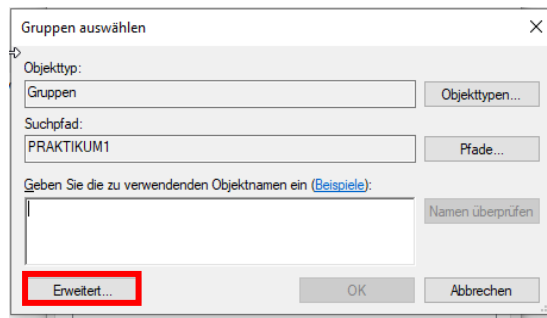 Gruppen auswählen
Objekttyp:
Gruppen
Objekttypen...
Suchpfad:
PRAKTIKUM1
Pfade...
Geben Sie die zu verwendenden Objektnamen ein (Beispiele):
Namen überprüfen
Erweitert...
OK
Abbrechen